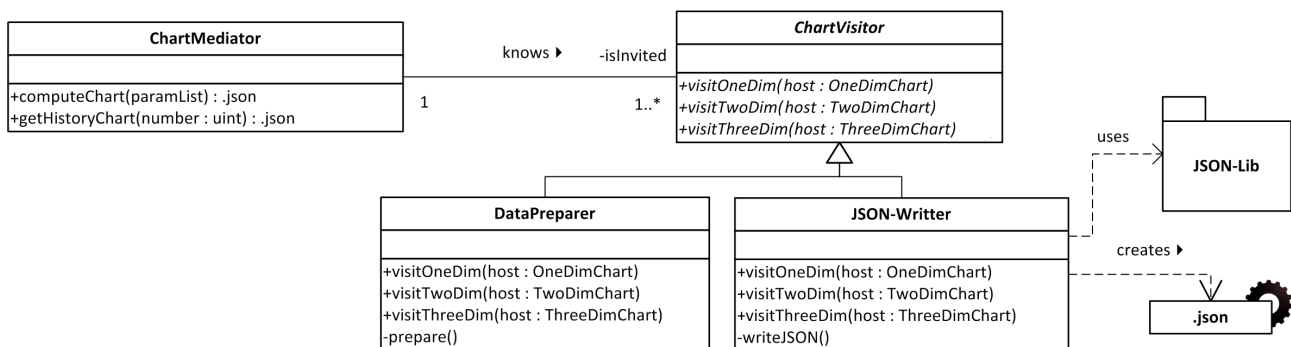 ChartMediator
+computeChart(paramList) : .json
+getHistoryChart(number : uint) : .json
knows
-isInvited
1
1..*
ChartVisitor
+visitOneDim(host : OneDimChart)
+visitTwoDim(host : TwoDimChart)
+visitThreeDim(host : ThreeDimChart)
DataPreparer
+visitOneDim(host : OneDimChart)
+visitTwoDim(host : TwoDimChart)
+visitThreeDim(host : ThreeDimChart)
-prepare()
JSON-Writter
+visitOneDim(host : OneDimChart)
+visitTwoDim(host : TwoDimChart)
+visitThreeDim(host : ThreeDimChart)
-writeJSON()
uses
JSON-Lib
creates
.json